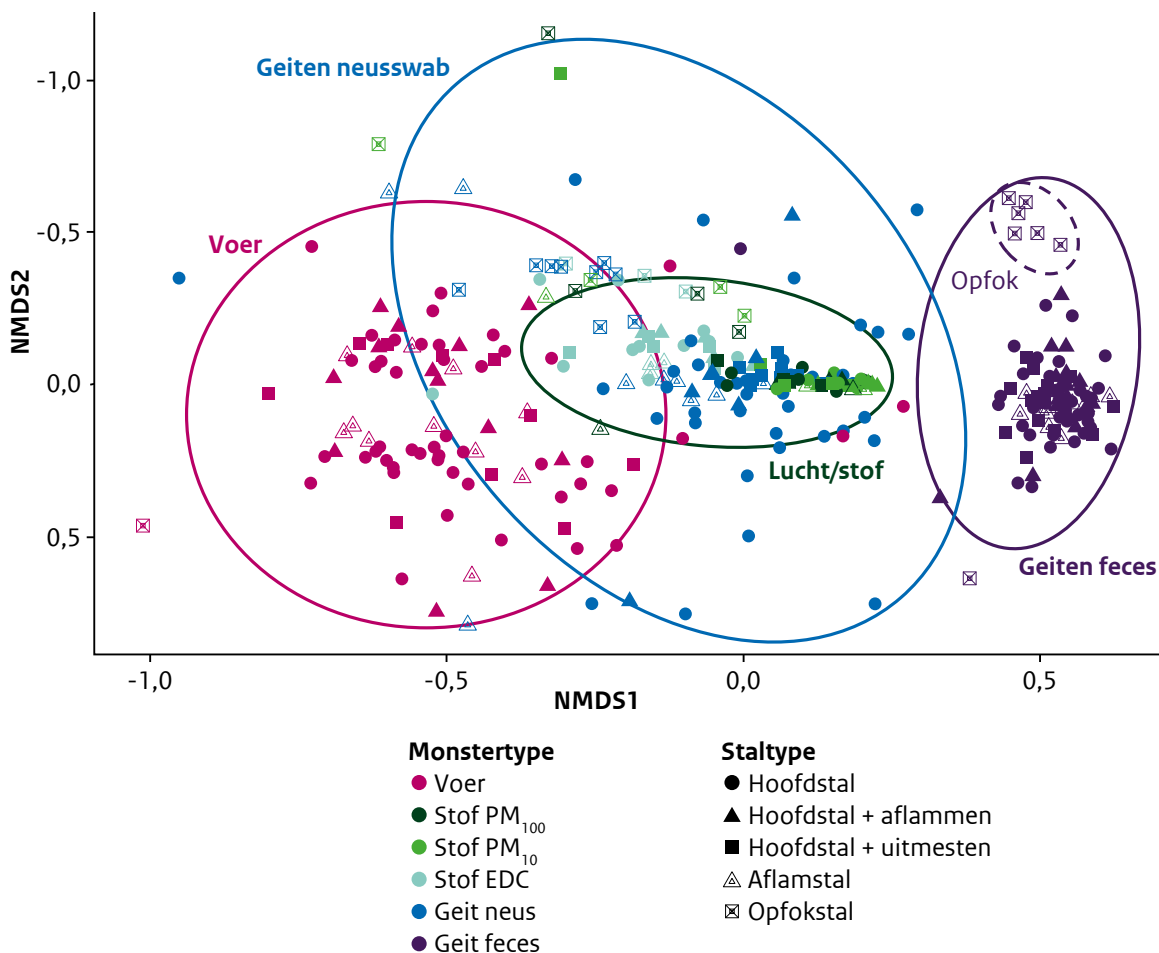 Geiten neusswab
-1,0
-0,5
Voer
Opfok
NMDS2
0,0
Lucht/stof
0,5
Geiten feces
-1,0
-0,5
0,0
0,5
NMDS1
Monstertype
Voer
Stof PM100
Stof PM10
Stof EDC
Geit neus
Geit feces
Staltype
Hoofdstal
Hoofdstal + aflammen
Hoofdstal + uitmesten
Aflamstal
Opfokstal